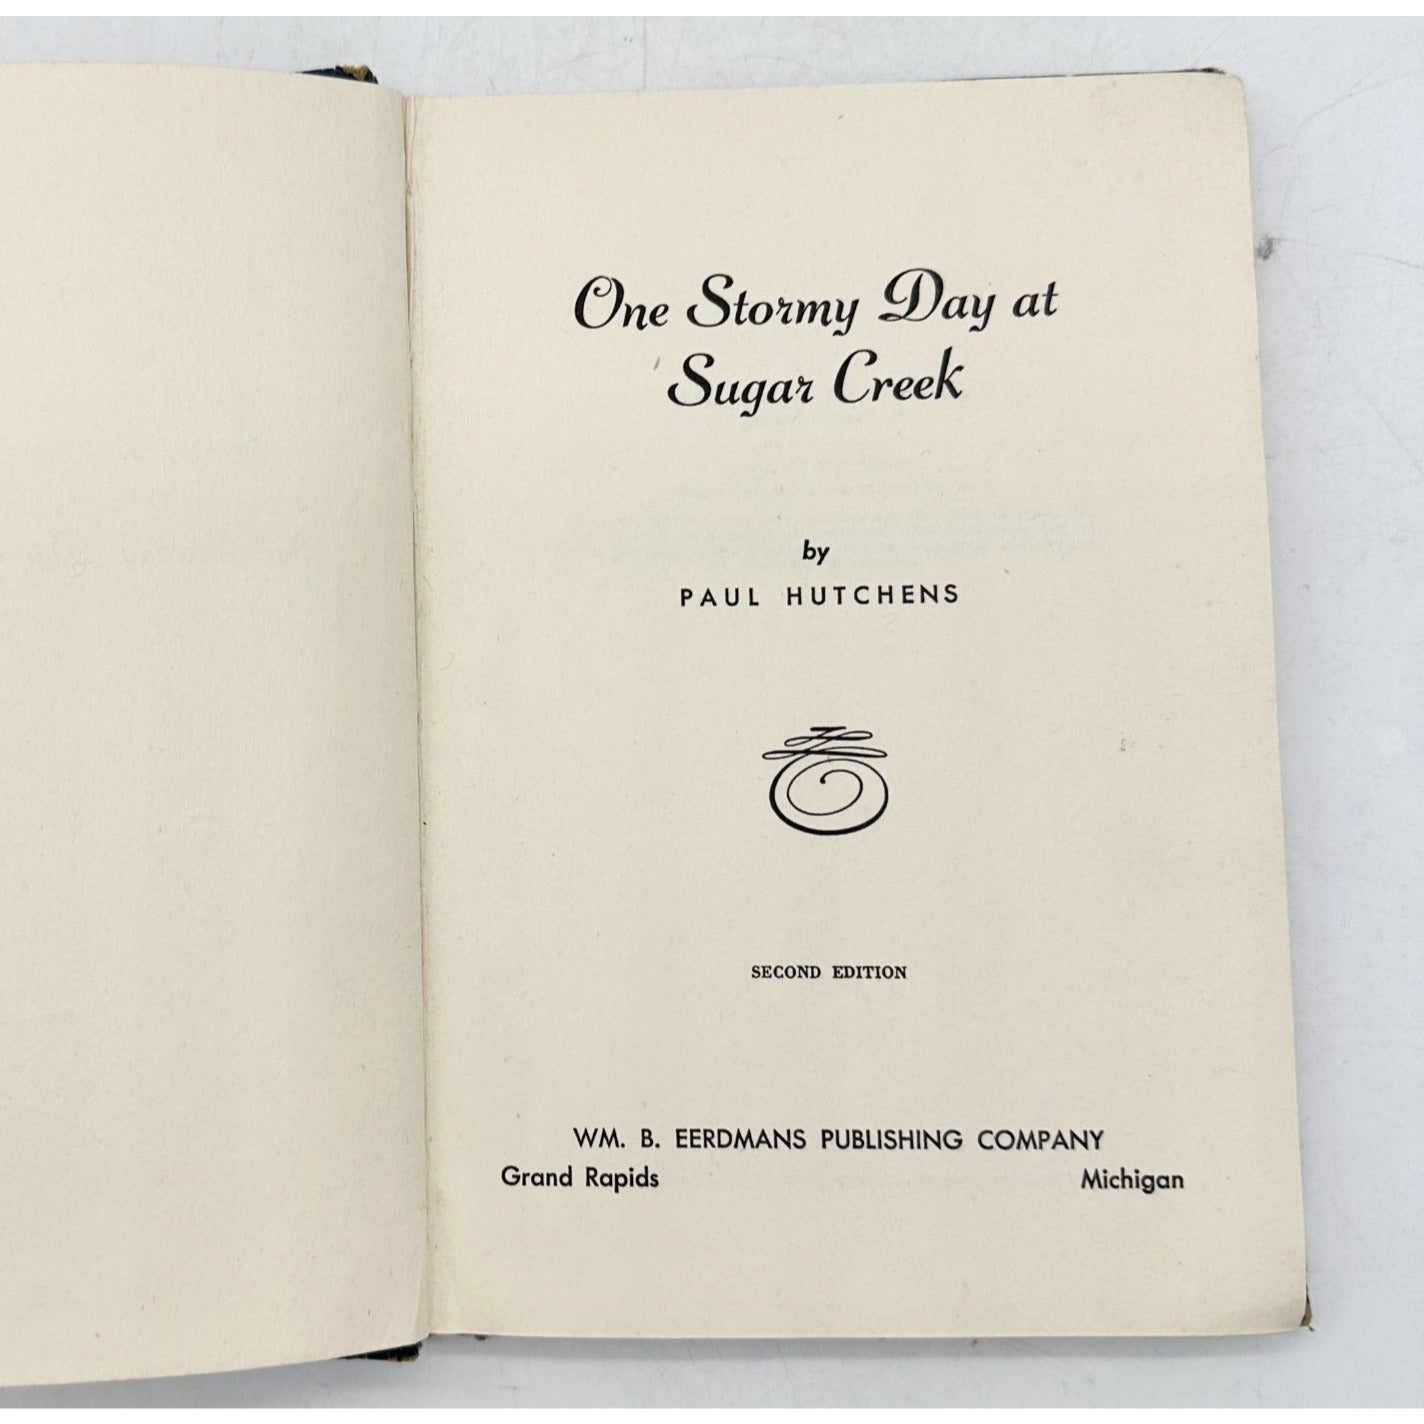 One Stormy Day at
Sugar Creek
by
PAUL HUTCHENS
SECOND EDITION
WM. B. EERDMANS PUBLISHING COMPANY
Grand Rapids Michigan